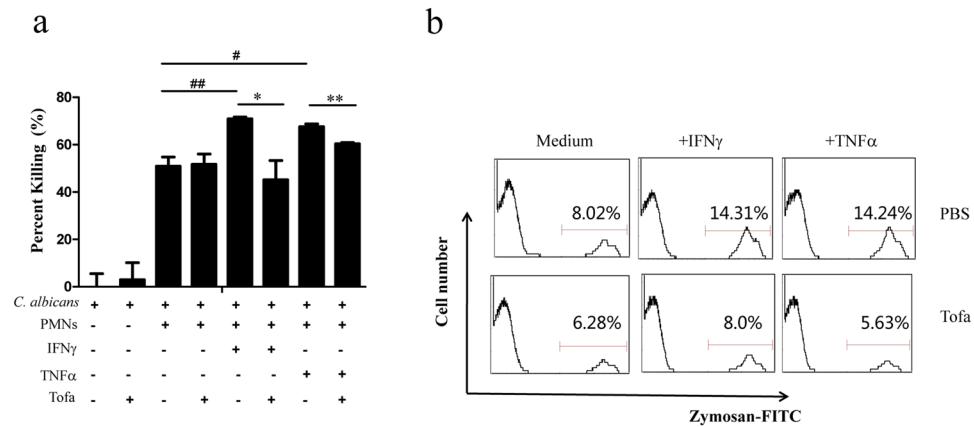 a
b
#
##
*
**
80
60
40
20
0
Percent Killing (%)
C. albicans + + + + + + + +
PMNs - - + + + + + +
IFNγ - - - - + + - -
TNFα - - - - - - + +
Tofa - + - + - + - +
Medium +IFNγ +TNFα
8.02% 14.31% 14.24% PBS
6.28% 8.0% 5.63% Tofa
Cell number
Zymosan-FITC